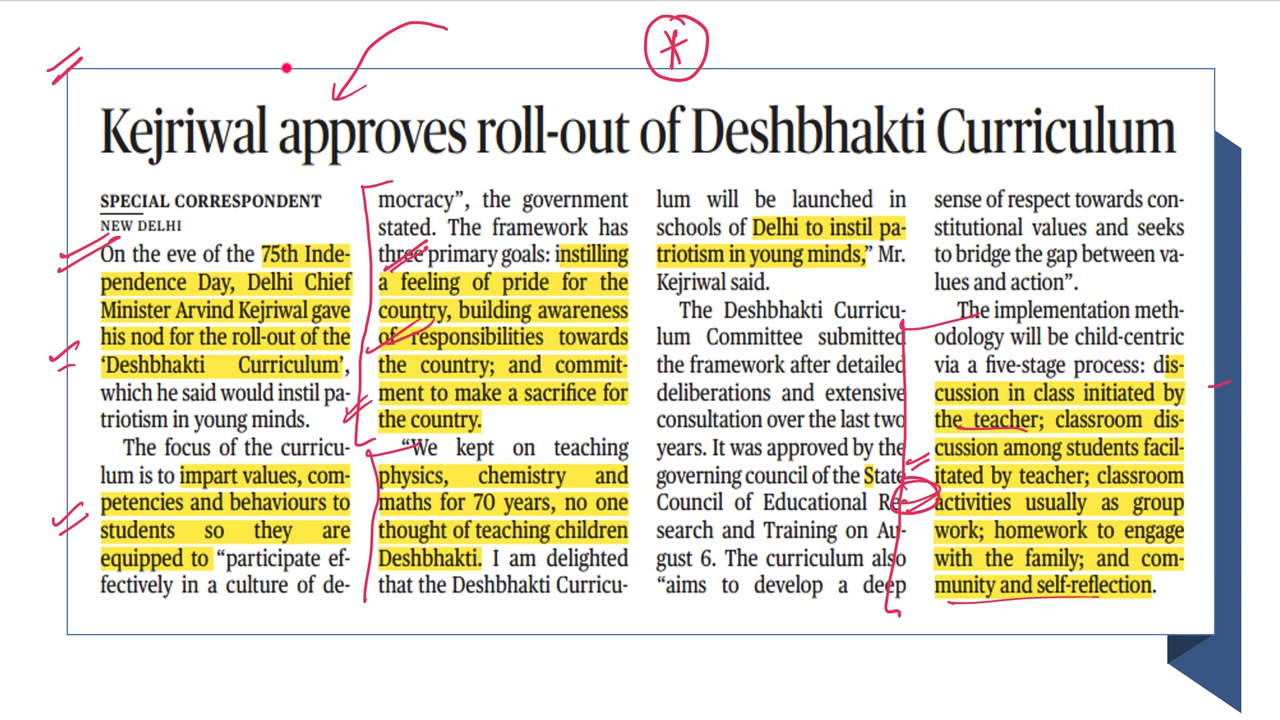 Kejriwal approves roll-out of Deshbhakti Curriculum
SPECIAL CORRESPONDENT
NEW DELHI
On the eve of the 75th Inde-
pendence Day, Delhi Chief
Minister Arvind Kejriwal gave
his nod for the roll-out of the
‘Deshbhakti Curriculum’,
which he said would instil pa-
triotism in young minds.
The focus of the curricu-
lum is to impart values, com-
petencies and behaviours to
students so they are
equipped to “participate ef-
fectively in a culture of de-
mocracy”, the government
stated. The framework has
three primary goals: instilling
a feeling of pride for the
country, building awareness
of responsibilities towards
the country; and commit-
ment to make a sacrifice for
the country.
“We kept on teaching
physics, chemistry and
maths for 70 years, no one
thought of teaching children
Deshbhakti. I am delighted
that the Deshbhakti Curricu-
lum will be launched in
schools of Delhi to instil pa-
triotism in young minds,” Mr.
Kejriwal said.
The Deshbhakti Curricu-
lum Committee submitted
the framework after detailed
deliberations and extensive
consultation over the last two
years. It was approved by the
governing council of the State
Council of Educational Re-
search and Training on Au-
gust 6. The curriculum also
“aims to develop a deep
sense of respect towards con-
stitutional values and seeks
to bridge the gap between va-
lues and action”.
The implementation meth-
odology will be child-centric
via a five-stage process: dis-
cussion in class initiated by
the teacher; classroom dis-
cussion among students facil-
itated by teacher; classroom
activities usually as group
work; homework to engage
with the family; and com-
munity and self-reflection.